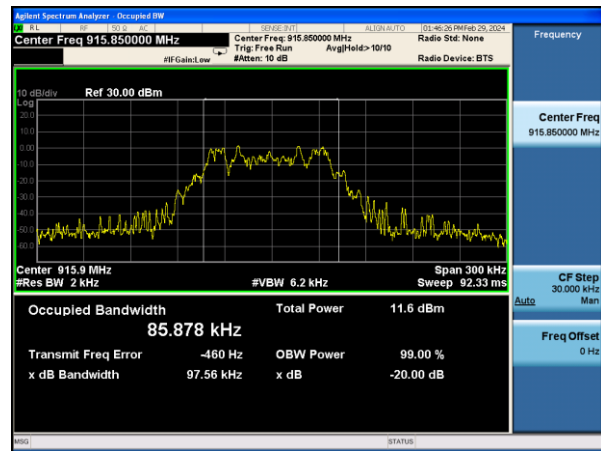 Agilent Spectrum Analyzer - Occupied BW
RL RF 50 Ω AC SENSE:INT ALIGNAUTO 01:46:26 PM Feb 29, 2024
Center Freq 915.850000 MHz
Center Freq: 915.850000 MHz Radio Std: None
Trig: Free Run Avg|Hold:>10/10
#IFGain:Low #Atten: 10 dB Radio Device: BTS
10 dB/div Ref 30.00 dBm
Log
20.0
10.0
0.00
-10.0
-20.0
-30.0
-40.0
-50.0
-60.0
Center 915.9 MHz Span 300 kHz
#Res BW 2 kHz #VBW 6.2 kHz Sweep 92.33 ms
Occupied Bandwidth Total Power 11.6 dBm
85.878 kHz
Transmit Freq Error -460 Hz OBW Power 99.00 %
x dB Bandwidth 97.56 kHz x dB -20.00 dB
Frequency
Center Freq
915.850000 MHz
CF Step
30.000 kHz
Auto Man
Freq Offset
0 Hz
MSG STATUS